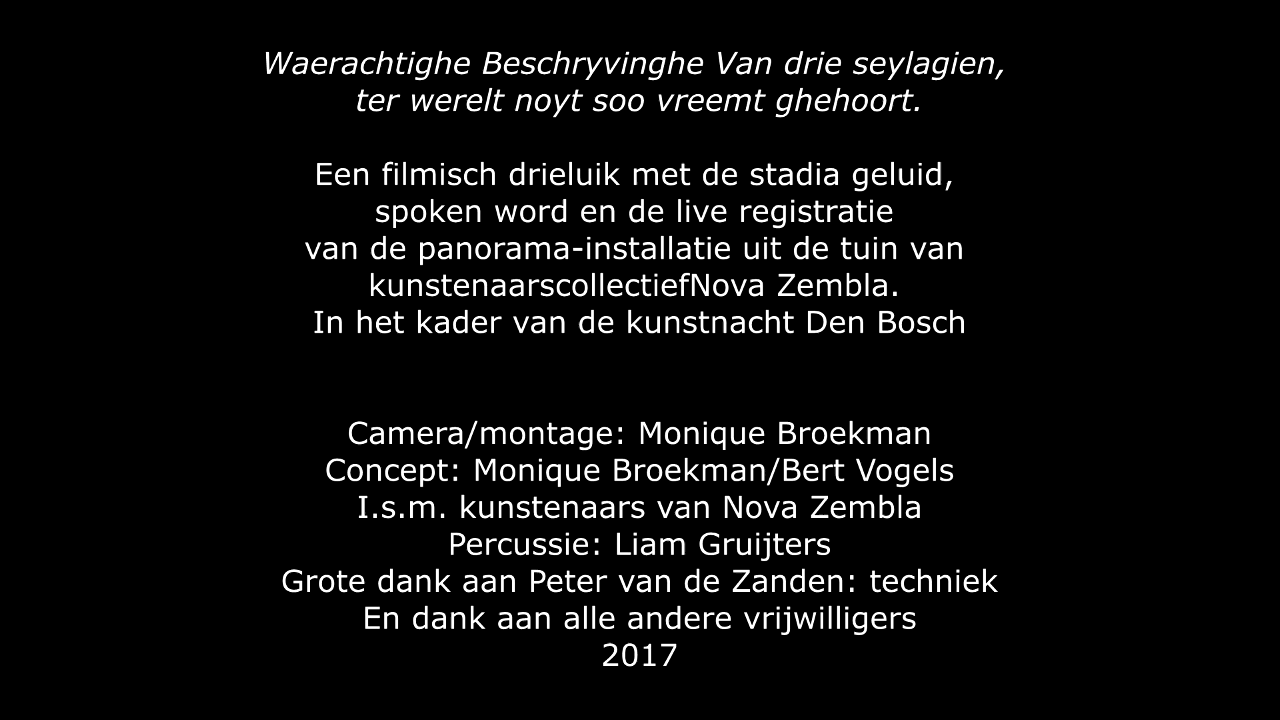 Waerachtighe Beschryvinghe Van drie seylagien,
ter werelt noyt soo vreemt ghehoort.
Een filmisch drieluik met de stadia geluid,
spoken word en de live registratie
van de panorama-installatie uit de tuin van
kunstenaarscollectiefNova Zembla.
In het kader van de kunstnacht Den Bosch
Camera/montage: Monique Broekman
Concept: Monique Broekman/Bert Vogels
I.s.m. kunstenaars van Nova Zembla
Percussie: Liam Gruijters
Grote dank aan Peter van de Zanden: techniek
En dank aan alle andere vrijwilligers
2017